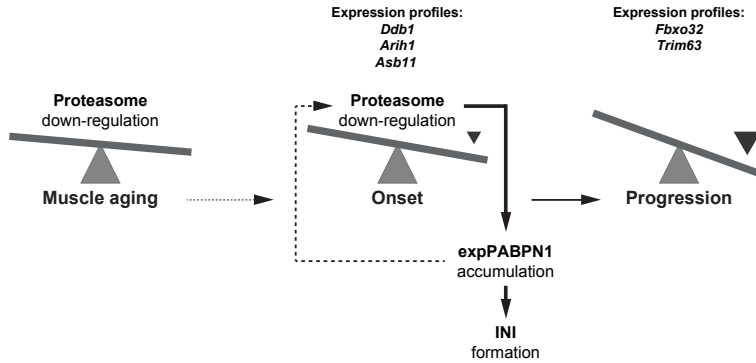 Expression profiles:
Ddb1
Arih1
Asb11
Expression profiles:
Fbxo32
Trim63
Proteasome
down-regulation
Proteasome
down-regulation
Muscle aging
Onset
Progression
expPABPN1
accumulation
INI
formation